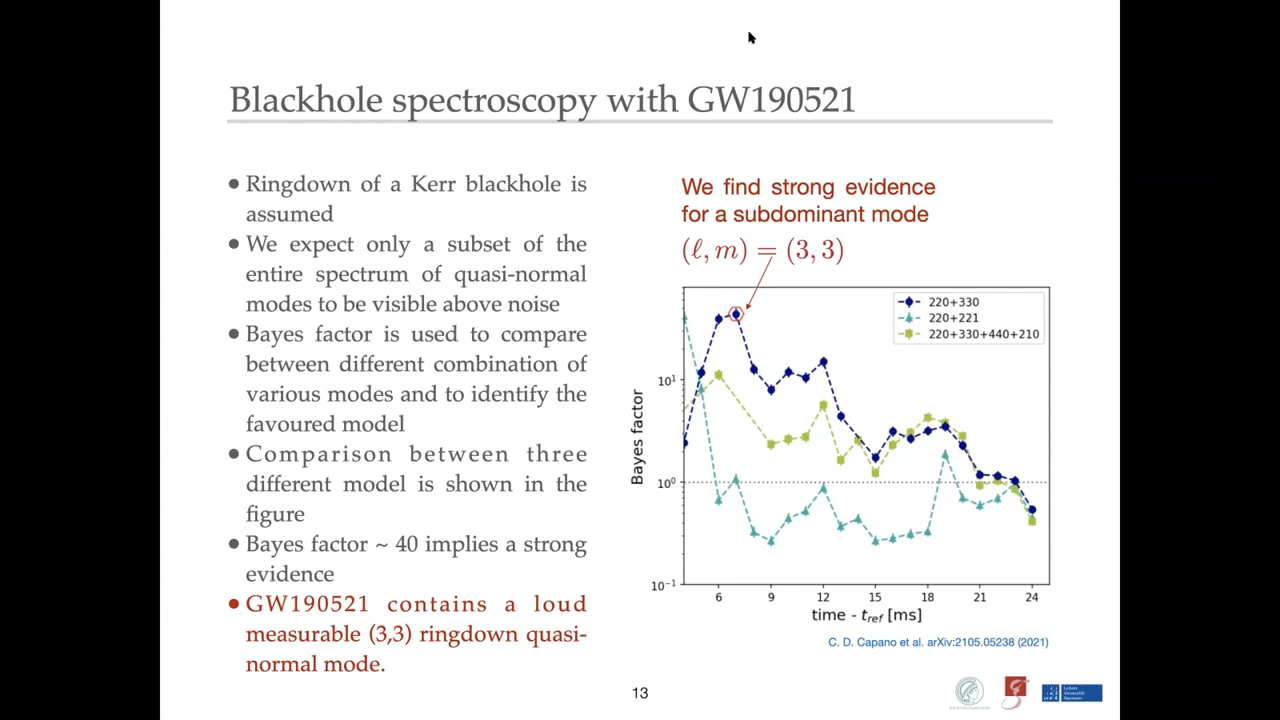 Blackhole spectroscopy with GW190521
● Ringdown of a Kerr blackhole is
assumed
● We expect only a subset of the
entire spectrum of quasi-normal
modes to be visible above noise
● Bayes factor is used to compare
between different combination of
various modes and to identify the
favoured model
● Comparison between three
different model is shown in the
figure
● Bayes factor ~ 40 implies a strong
evidence
● GW190521 contains a loud
measurable (3,3) ringdown quasi-
normal mode.
We find strong evidence
for a subdominant mode
(ℓ, m) = (3, 3)
220+330
220+221
220+330+440+210
Bayes factor
10¹
10⁰
10⁻¹
6 9 12 15 18 21 24
time - t_ref [ms]
C. D. Capano et al. arXiv:2105.05238 (2021)
13
Leibniz
Universität
Hannover